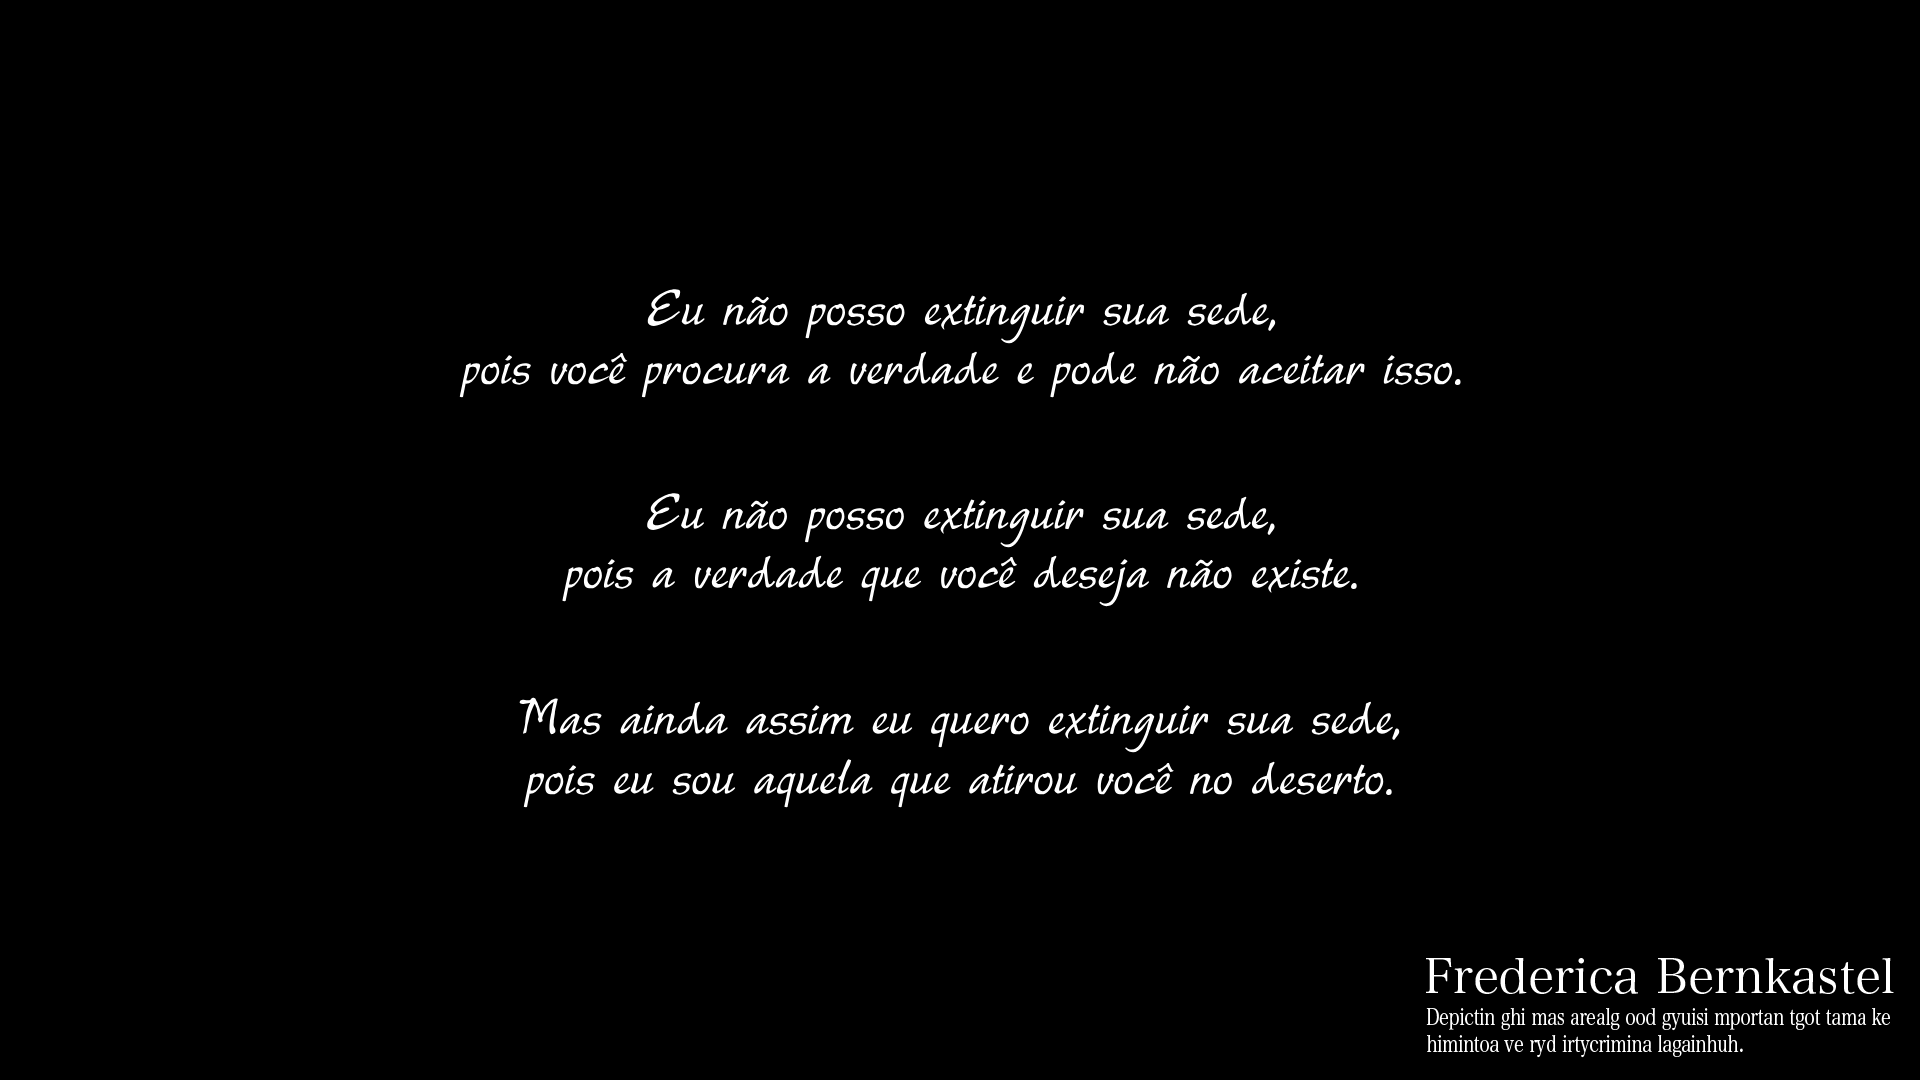 Eu não posso extinguir sua sede,
pois você procura a verdade e pode não aceitar isso.
Eu não posso extinguir sua sede,
pois a verdade que você deseja não existe.
Mas ainda assim eu quero extinguir sua sede,
pois eu sou aquela que atirou você no deserto.
Frederica Bernkastel
Depictin ghi mas arealg ood gyuisi mportan tgot tama ke
himintoa ve ryd irtycrimina lagainhuh.